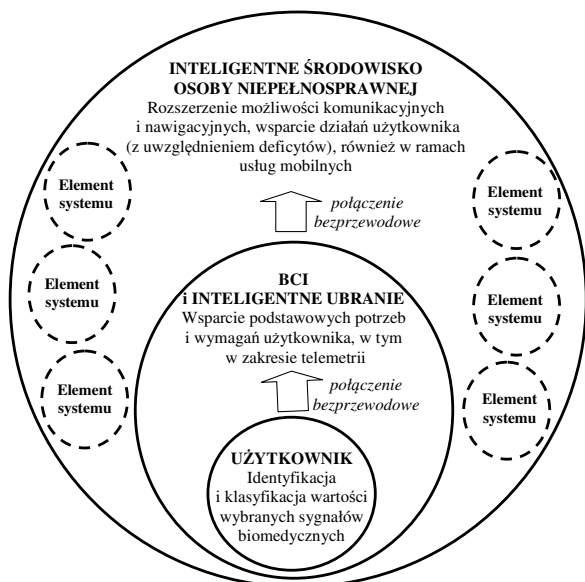 INTELIGENTNE ŚRODOWISKO
OSOBY NIEPEŁNOSPRAWNEJ
Rozszerzenie możliwości komunikacyjnych
i nawigacyjnych, wsparcie działań użytkownika
(z uwzględnieniem deficytów), również w ramach
usług mobilnych
połączenie
bezprzewodowe
Element
systemu
Element
systemu
Element
systemu
Element
systemu
Element
systemu
Element
systemu
BCI
i INTELIGENTNE UBRANIE
Wsparcie podstawowych potrzeb
i wymagań użytkownika, w tym
w zakresie telemetrii
połączenie
bezprzewodowe
UŻYTKOWNIK
Identyfikacja
i klasyfikacja wartości
wybranych sygnałów
biomedycznych